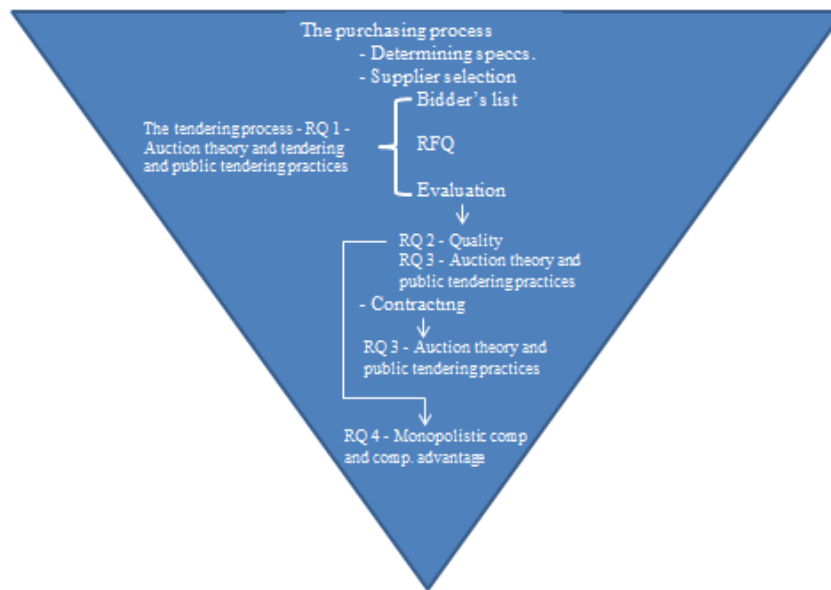 The purchasing process
- Determining speccs.
- Supplier selection
Bidder's list
The tendering process - RQ 1 -
Auction theory and tendering
and public tendering practices
RFQ
Evaluation
RQ 2 - Quality
RQ 3 - Auction theory and
public tendering practices
- Contracting
RQ 3 - Auction theory and
public tendering practices
RQ 4 - Monopolistic comp
and comp. advantage